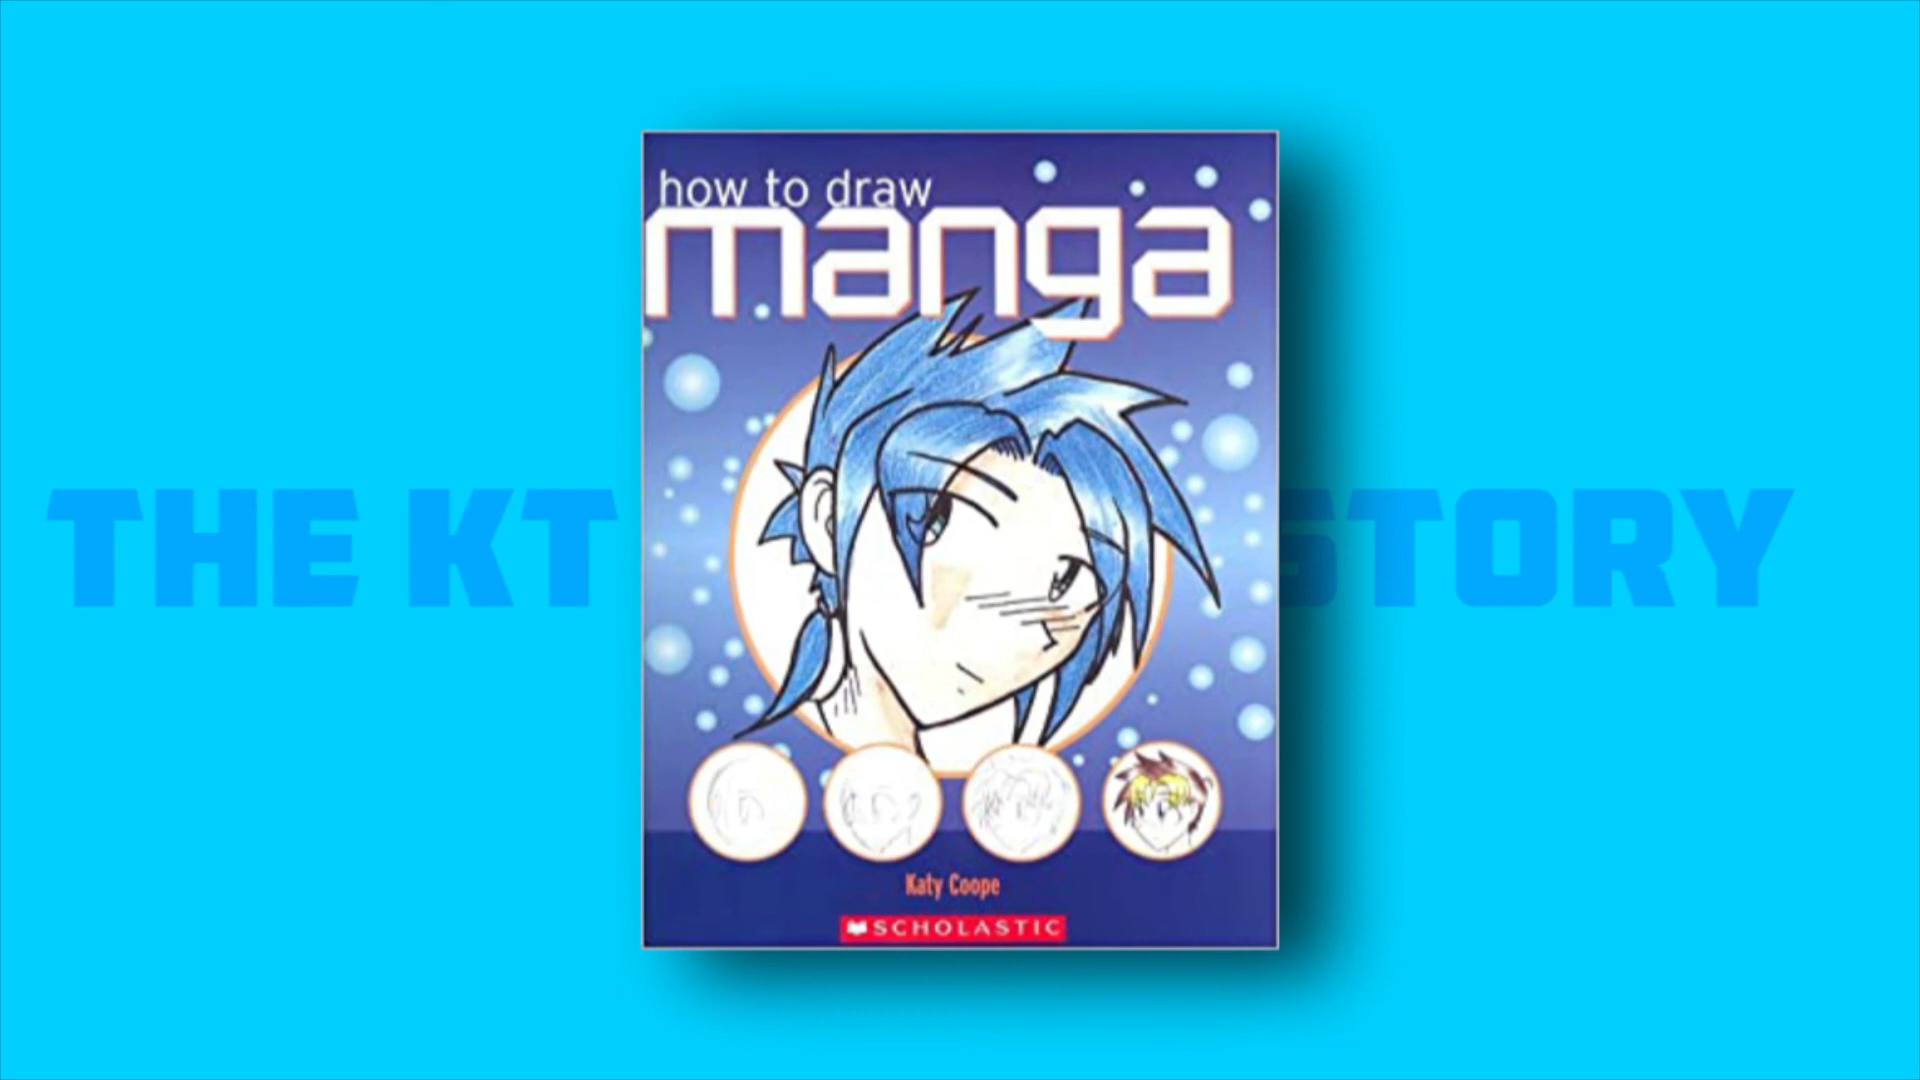 how to draw
manga
THE KT STORY
Katy Coope
SCHOLASTIC